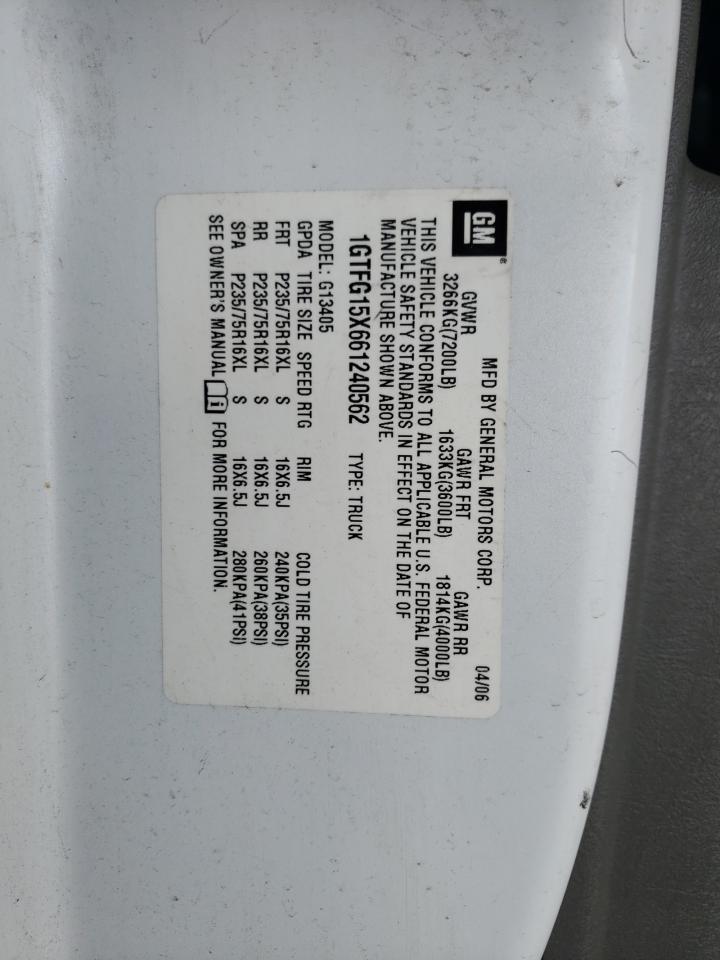 GM®
MFD BY GENERAL MOTORS CORP. 04/06
GVWR GAWR FRT GAWR RR
3266KG(7200LB) 1633KG(3600LB) 1814KG(4000LB)
THIS VEHICLE CONFORMS TO ALL APPLICABLE U.S. FEDERAL MOTOR
VEHICLE SAFETY STANDARDS IN EFFECT ON THE DATE OF
MANUFACTURE SHOWN ABOVE.
1GTFG15X661240562 TYPE: TRUCK
MODEL: G13405
GPDA TIRE SIZE SPEED RTG RIM COLD TIRE PRESSURE
FRT P235/75R16XL S 16X6.5J 240KPA(35PSI)
RR P235/75R16XL S 16X6.5J 260KPA(38PSI)
SPA P235/75R16XL S 16X6.5J 280KPA(41PSI)
SEE OWNER'S MANUAL i FOR MORE INFORMATION.